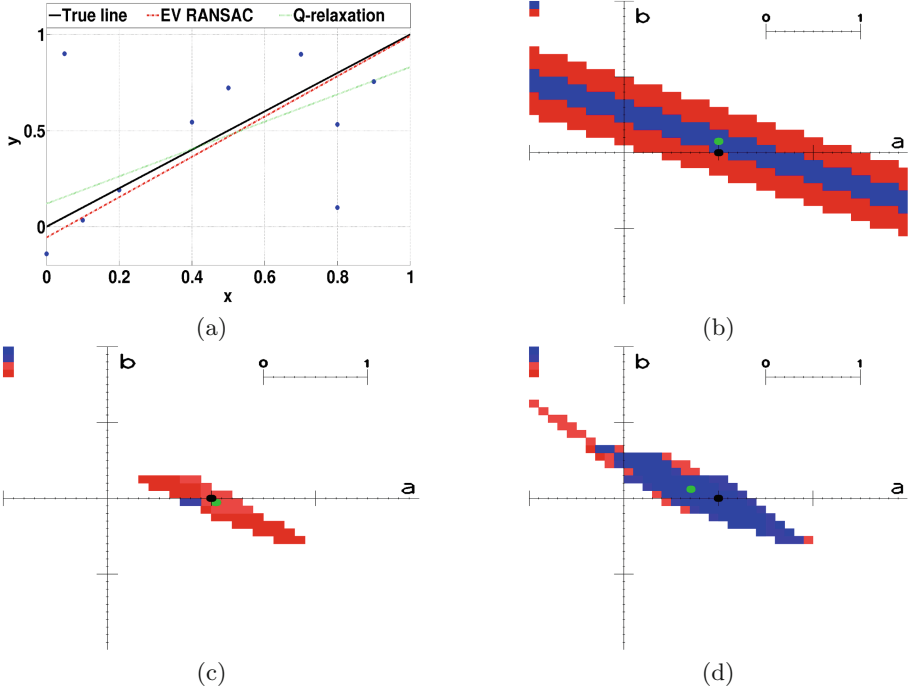 True line EV RANSAC Q-relaxation
1
0.5
0
y
0 0.2 0.4 0.6 0.8 1
x
(a)
b
0 1
a
(b)
b
0 1
a
(c)
b
0 1
a
(d)